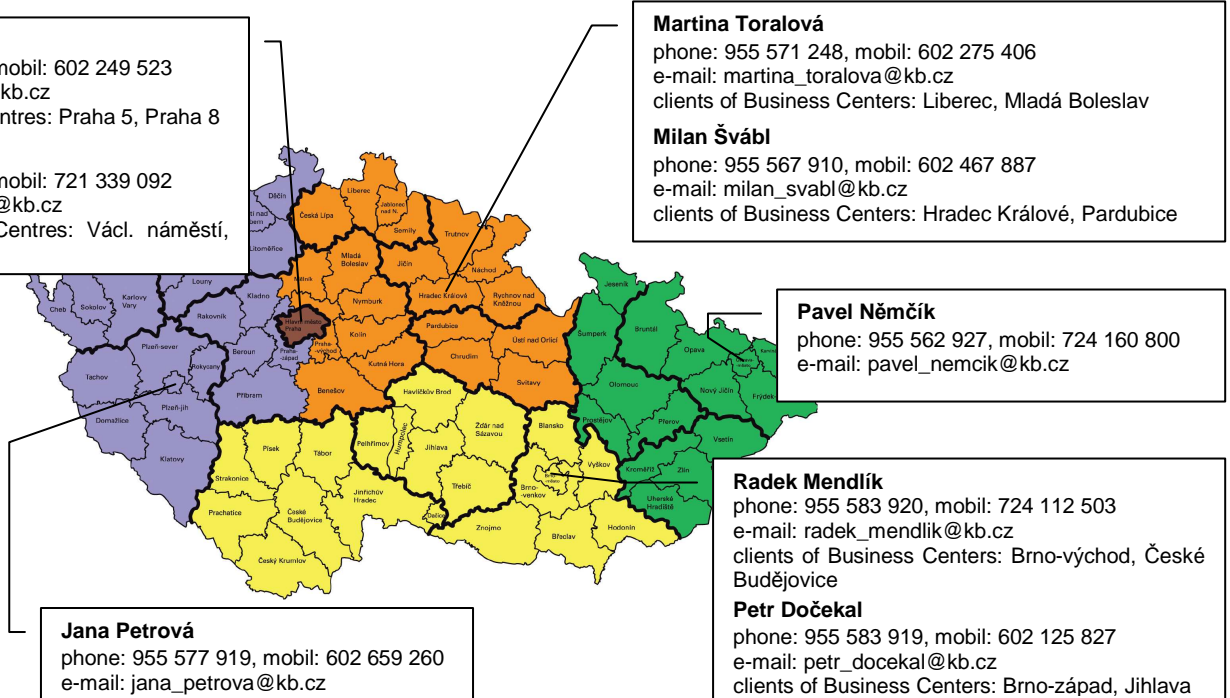 mobil: 602 249 523
kb.cz
ntres: Praha 5, Praha 8
mobil: 721 339 092
@kb.cz
Centres: Václ. náměstí,
Martina Toralová
phone: 955 571 248, mobil: 602 275 406
e-mail: martina_toralova@kb.cz
clients of Business Centers: Liberec, Mladá Boleslav
Milan Švábl
phone: 955 567 910, mobil: 602 467 887
e-mail: milan_svabl@kb.cz
clients of Business Centers: Hradec Králové, Pardubice
Pavel Němčík
phone: 955 562 927, mobil: 724 160 800
e-mail: pavel_nemcik@kb.cz
Radek Mendlík
phone: 955 583 920, mobil: 724 112 503
e-mail: radek_mendlik@kb.cz
clients of Business Centers: Brno-východ, České
Budějovice
Petr Dočekal
phone: 955 583 919, mobil: 602 125 827
e-mail: petr_docekal@kb.cz
clients of Business Centers: Brno-západ, Jihlava
Jana Petrová
phone: 955 577 919, mobil: 602 659 260
e-mail: jana_petrova@kb.cz
Děčín
Litoměřice
Louny
Cheb
Sokolov
Karlovy
Vary
Rakovník
Kladno
Plzeň-sever
Rokycany
Beroun
Praha-
západ
Tachov
Plzeň-jih
Příbram
Domažlice
Klatovy
Hlavní město
Praha
Česká Lípa
Liberec
Jablonec
nad N.
Semily
Trutnov
Mladá
Boleslav
Jičín
Náchod
Mělník
Nymburk
Hradec Králová
Rychnov nad
Kněžnou
Praha-
východ
Kolín
Pardubice
Ústí nad Orlicí
Kutná Hora
Chrudim
Benešov
Svitavy
Jeseník
Šumperk
Bruntál
Opava
Karviná
Olomouc
Nový Jičín
Frýdek
Prostějov
Přerov
Vsetín
Kroměříž
Zlín
Uherské
Hradiště
Havlíčkův Brod
Písek
Tábor
Pelhřimov
Humpolec
Jihlava
Žďár nad
Sázavou
Blansko
Vyškov
Strakonice
Třebíč
Brno-
venkov
Prachatice
České
Budějovice
Jindřichův
Hradec
Dačice
Znojmo
Hodonín
Břeclav
Český Krumlov